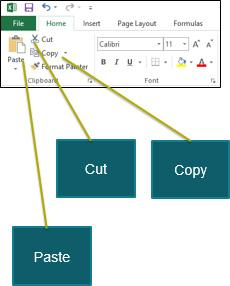 File Home Insert Page Layout Formulas
Cut
Copy
Paste
Format Painter
Calibri 11
B I U A
Clipboard Font
Cut
Copy
Paste